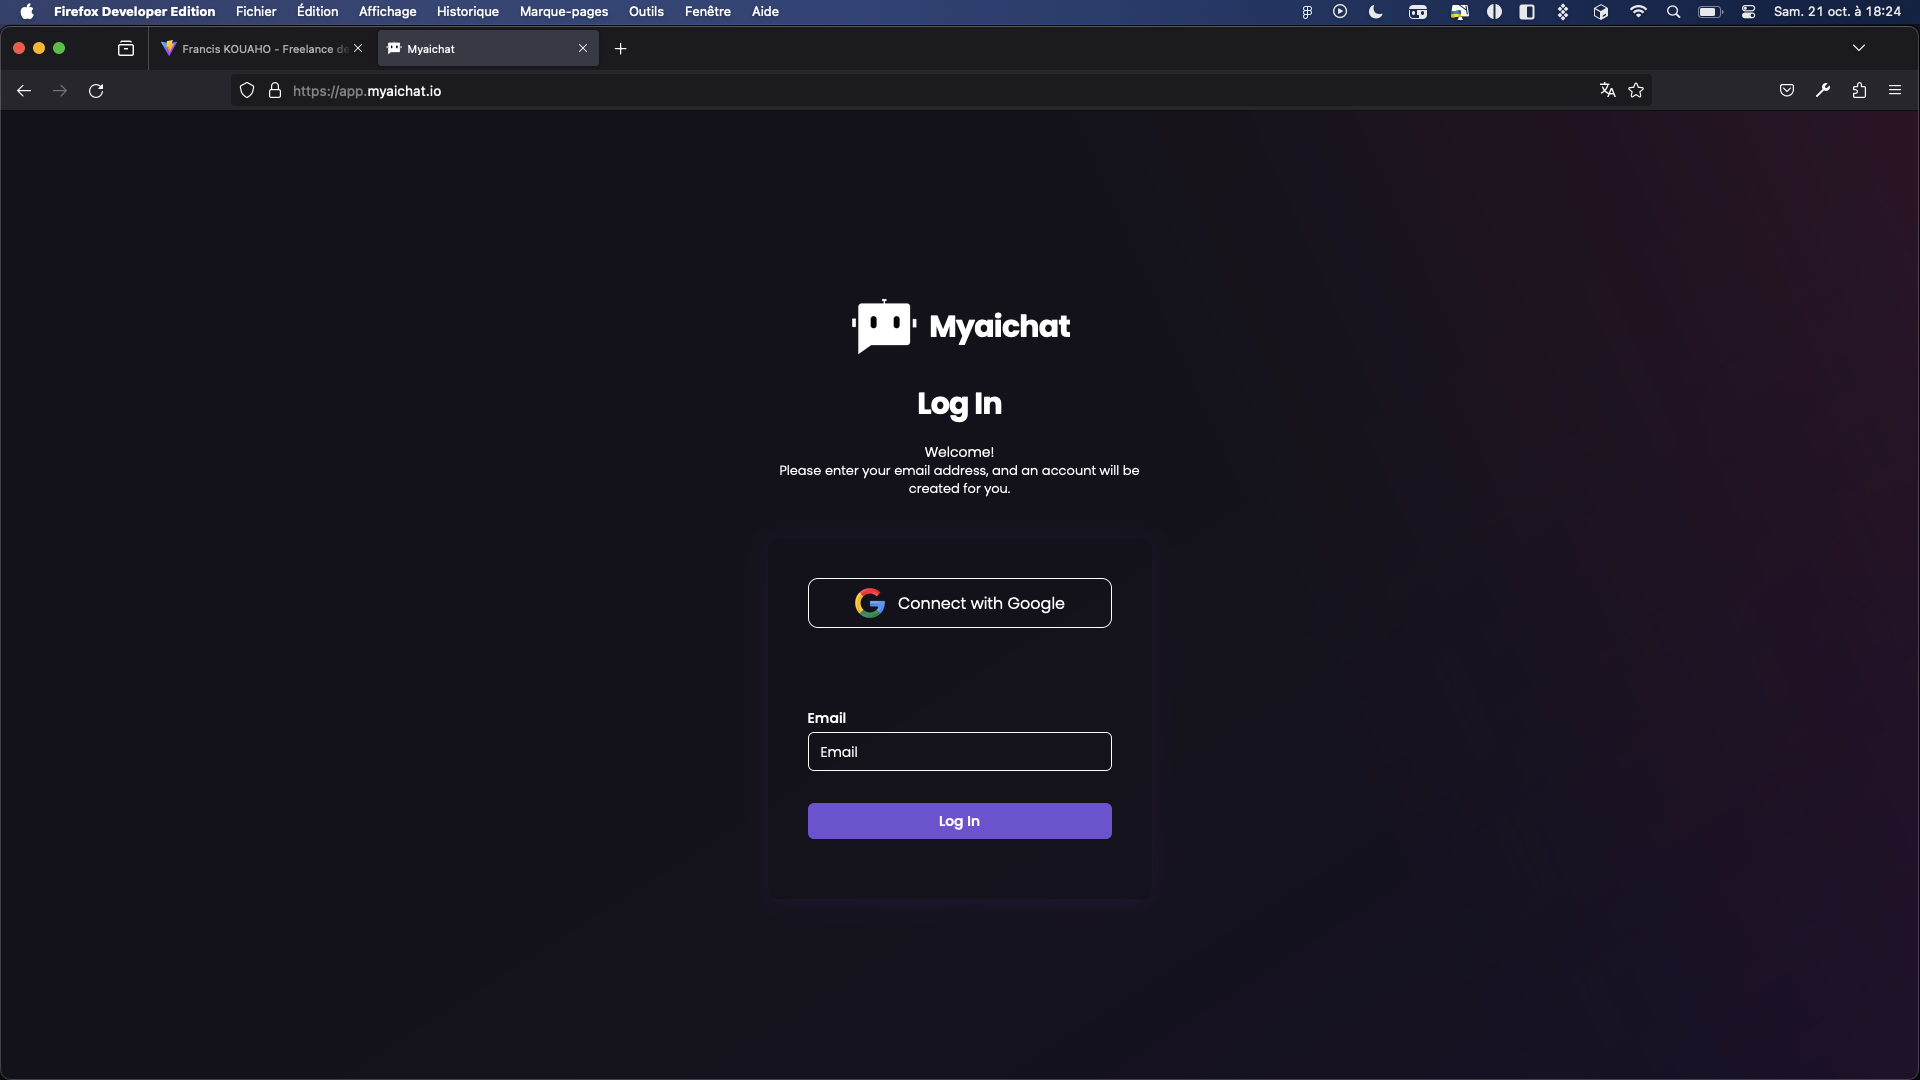 Firefox Developer Edition Fichier Édition Affichage Historique Marque-pages Outils Fenêtre Aide Sam. 21 oct. à 18:24
Francis KOUAHO - Freelance de Myaichat
https://app.myaichat.io
Myaichat
Log In
Welcome!
Please enter your email address, and an account will be
created for you.
Connect with Google
Email
Email
Log In